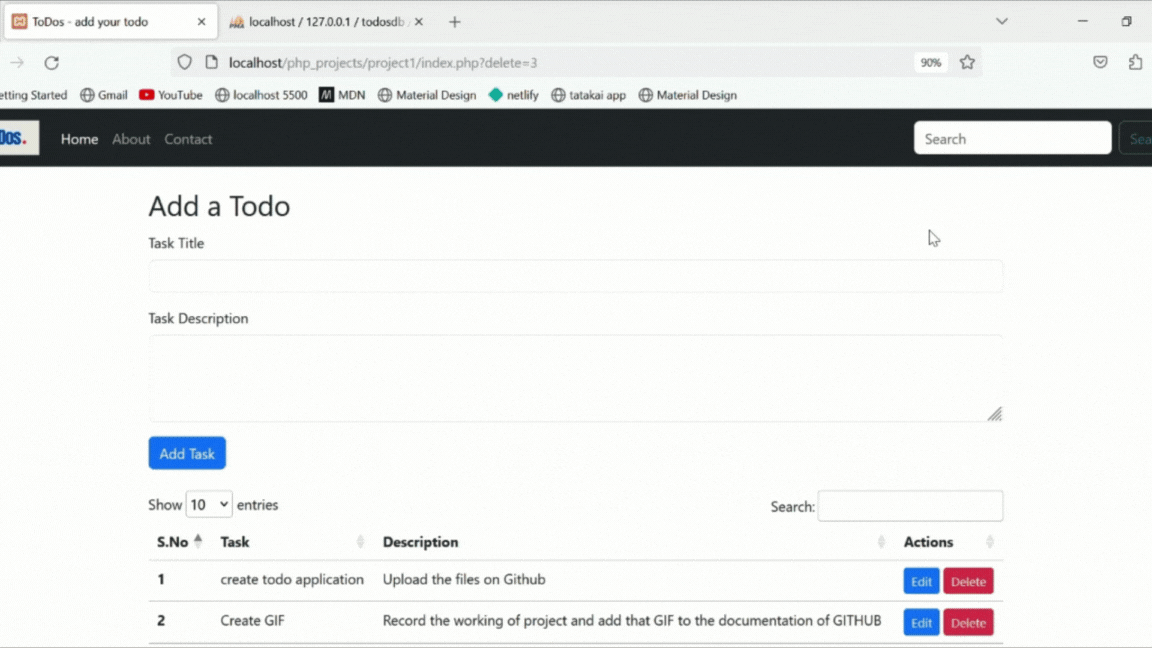 ToDos - add your todo
localhost / 127.0.0.1 / todosdb
localhost/php_projects/project1/index.php?delete=3 90%
etting Started Gmail YouTube localhost 5500 MDN Material Design netlify tatakai app Material Design
Dos. Home About Contact Search Sea
Add a Todo
Task Title
Task Description
Add Task
Show 10 entries Search:
S.No Task Description Actions
1 create todo application Upload the files on Github Edit Delete
2 Create GIF Record the working of project and add that GIF to the documentation of GITHUB Edit Delete